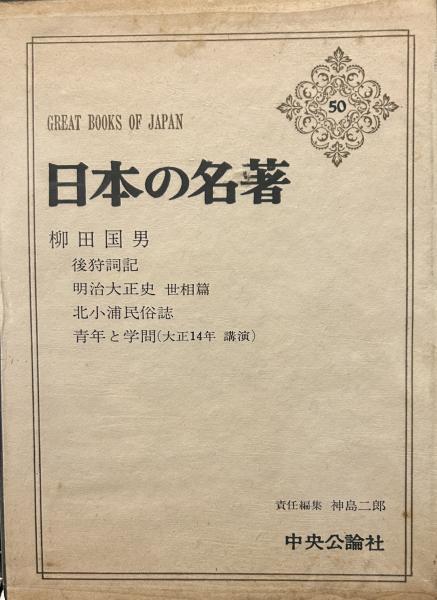 50
GREAT BOOKS OF JAPAN
日本の名著
柳田国男
後狩詞記
明治大正史 世相篇
北小浦民俗誌
青年と学問(大正14年 講演)
責任編集 神島二郎
中央公論社